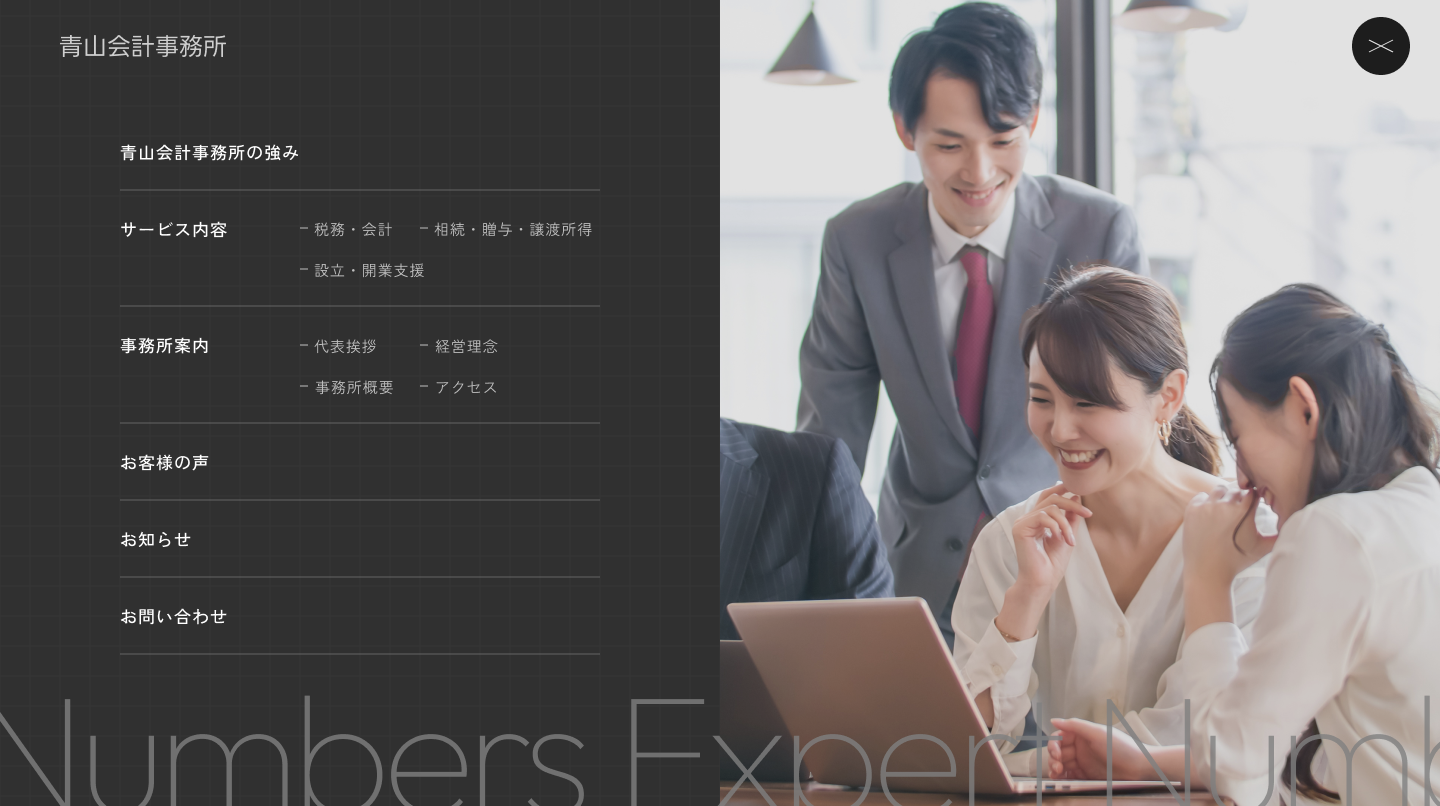 青山会計事務所
青山会計事務所の強み
サービス内容
税務・会計
相続・贈与・譲渡所得
設立・開業支援
事務所案内
代表挨拶
経営理念
事務所概要
アクセス
お客様の声
お知らせ
お問い合わせ
Numbers Expert Numb